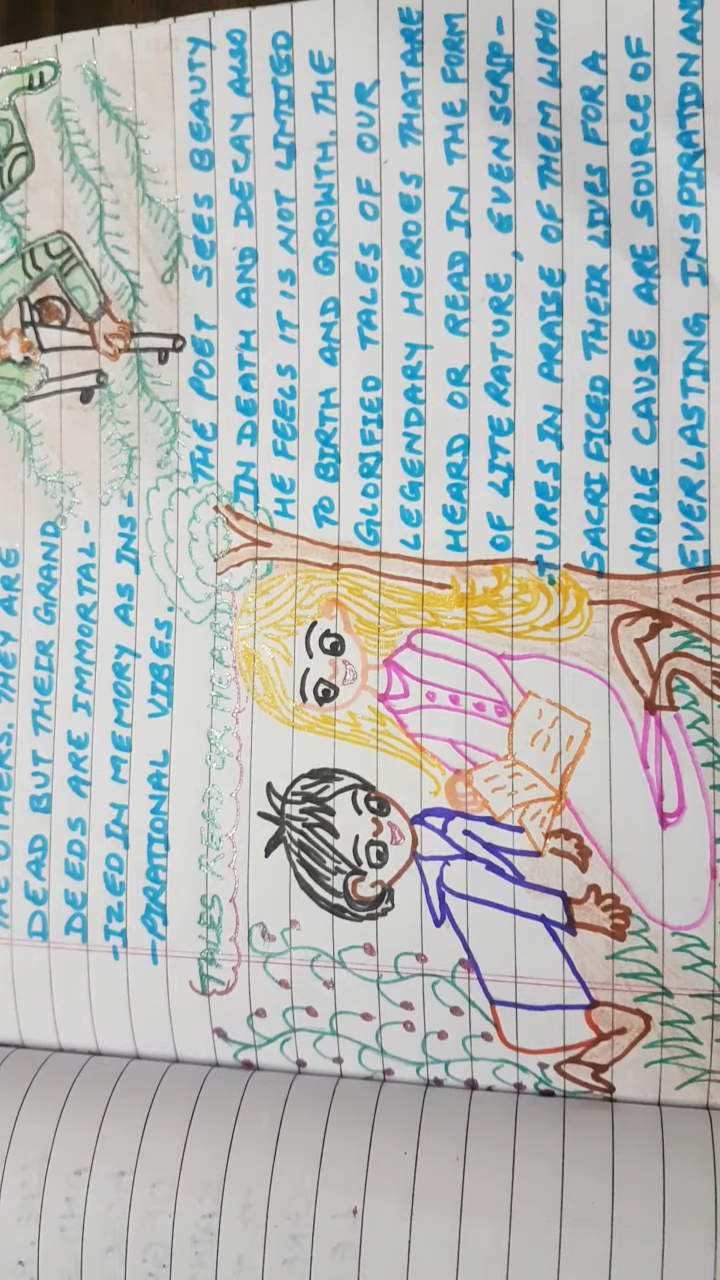 THEY ARE
DEAD BUT THEIR GRAND
DEEDS ARE IMORTAL-
-IZED IN MEMORY AS INS-
-PIRATIONAL VIBES.
TALES READ OR HEARD
THE POET SEES BEAUTY
IN DEATH AND DECAY ALSO
HE FEELS IT IS NOT LIMITED
TO BIRTH AND GROWTH. THE
GLORIFIED TALES OF OUR
LEGENDARY HEROES THAT ARE
HEARD OR READ IN THE FORM
OF LITERATURE, EVEN SCRIP-
TURES IN PRAISE OF THEM WHO
SACRIFICED THEIR LIVES FOR A
NOBLE CAUSE ARE SOURCE OF
EVERLASTING INSPIRATION AND